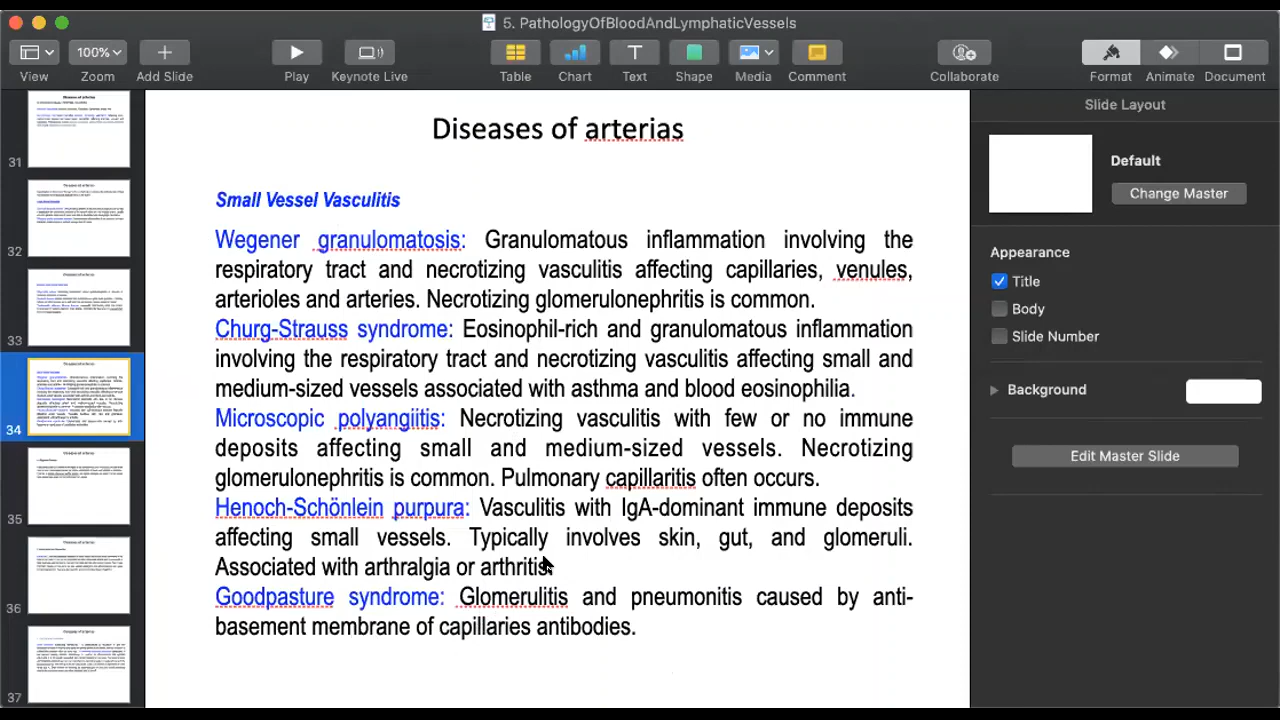 5. PathologyOfBloodAndLymphaticVessels
100%
View
Zoom
Add Slide
Play
Keynote Live
Table
Chart
Text
Shape
Media
Comment
Collaborate
Format
Animate
Document
31
32
33
34
35
36
37
Diseases of arterias
Small Vessel Vasculitis
Wegener granulomatosis: Granulomatous inflammation involving the
respiratory tract and necrotizing vasculitis affecting capillaries, venules,
arterioles and arteries. Necrotizing glomerulonephritis is common.
Churg-Strauss syndrome: Eosinophil-rich and granulomatous inflammation
involving the respiratory tract and necrotizing vasculitis affecting small and
medium-sized vessels associated with asthma and blood eosinophilia.
Microscopic polyangiitis: Necrotizing vasculitis with few or no immune
deposits affecting small and medium-sized vessels. Necrotizing
glomerulonephritis is common. Pulmonary capillaritis often occurs.
Henoch-Schönlein purpura: Vasculitis with IgA-dominant immune deposits
affecting small vessels. Typically involves skin, gut, and glomeruli.
Associated with arthralgia or arthritis.
Goodpasture syndrome: Glomerulitis and pneumonitis caused by anti-
basement membrane of capillaries antibodies.
Slide Layout
Default
Change Master
Appearance
Title
Body
Slide Number
Background
Edit Master Slide